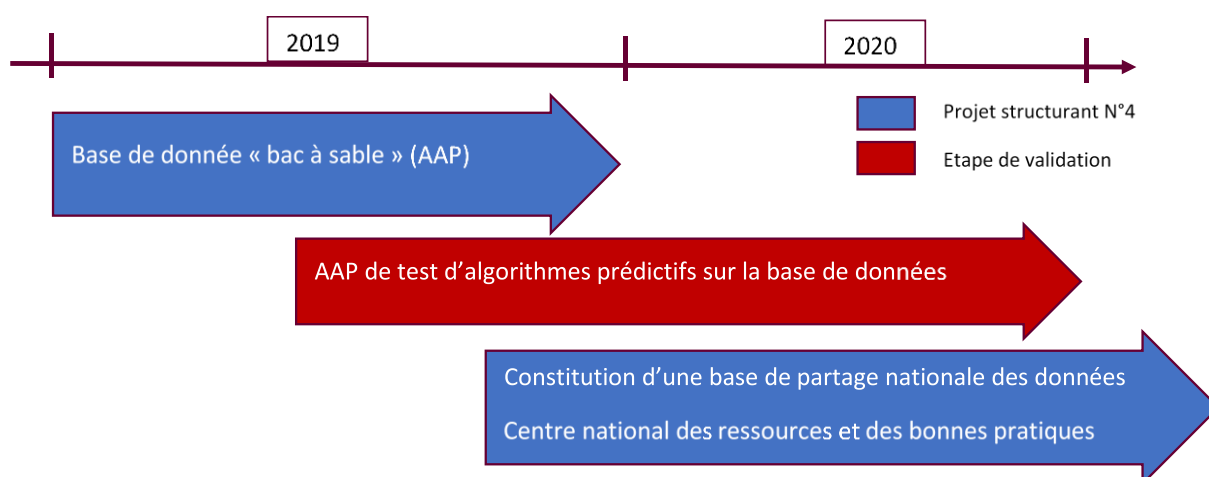 2019
2020
Projet structurant N°4
Base de donnée « bac à sable » (AAP)
Etape de validation
AAP de test d’algorithmes prédictifs sur la base de données
Constitution d’une base de partage nationale des données
Centre national des ressources et des bonnes pratiques